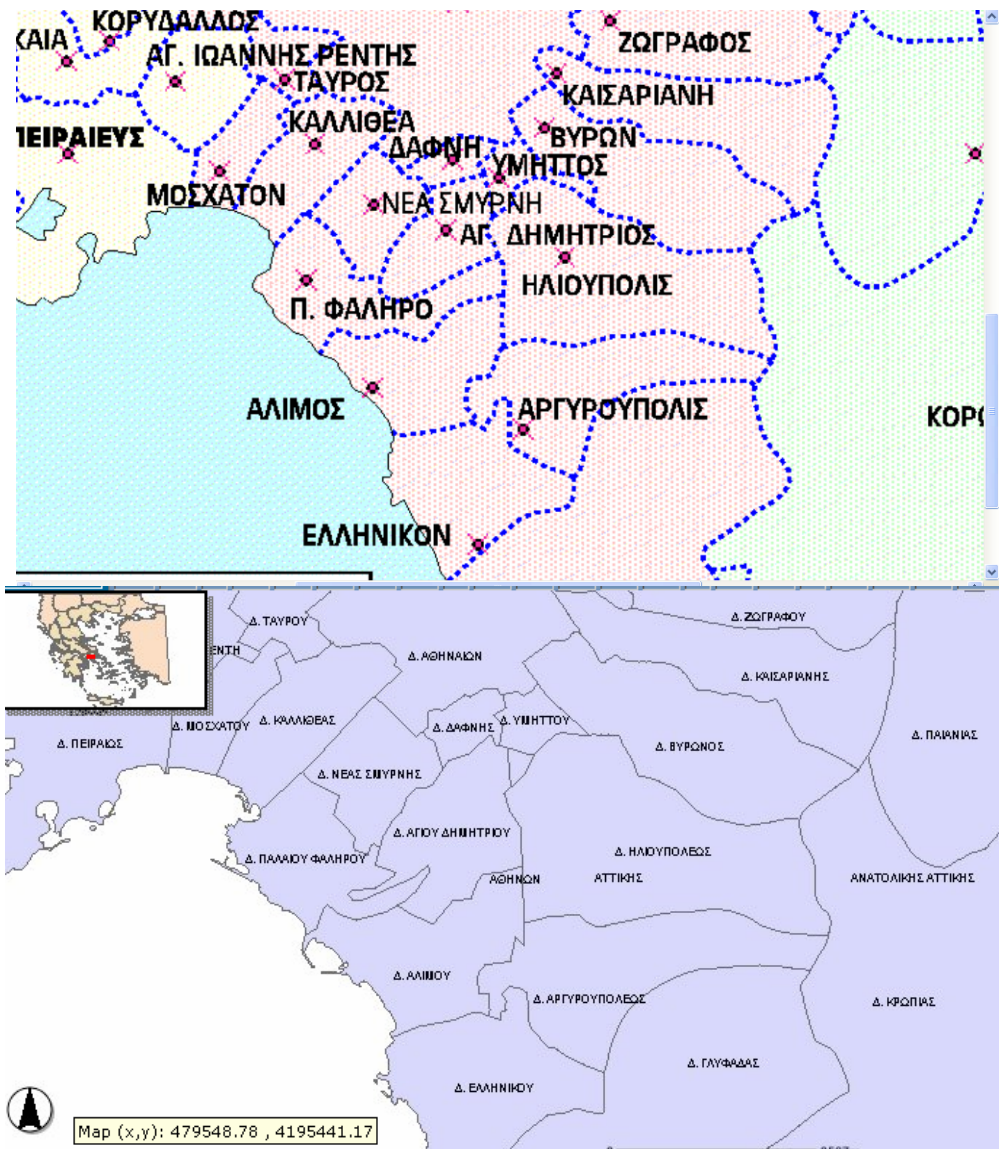 ΚΟΡΥΔΑΛΛΟΣ
ΖΩΓΡΑΦΟΣ
ΑΓ. ΙΩΑΝΝΗΣ ΡΕΝΤΗΣ
ΤΑΥΡΟΣ
ΚΑΙΣΑΡΙΑΝΗ
ΚΑΛΛΙΘΕΑ
ΠΕΙΡΑΙΕΥΣ
ΔΑΦΝΗ
ΒΥΡΩΝ
ΥΜΗΤΤΟΣ
ΜΟΣΧΑΤΟΝ
ΝΕΑ ΣΜΥΡΝΗ
ΑΓ. ΔΗΜΗΤΡΙΟΣ
ΗΛΙΟΥΠΟΛΙΣ
Π. ΦΑΛΗΡΟ
ΑΛΙΜΟΣ
ΑΡΓΥΡΟΥΠΟΛΙΣ
ΕΛΛΗΝΙΚΟΝ
Δ. ΤΑΥΡΟΥ
Δ. ΖΩΓΡΑΦΟΥ
ΕΝΤΗ
Δ. ΑΘΗΝΑΙΩΝ
Δ. ΚΑΙΣΑΡΙΑΝΗΣ
Δ. ΜΟΣΧΑΤΟΥ
Δ. ΚΑΛΛΙΘΕΑΣ
Δ. ΔΑΦΝΗΣ
Δ. ΥΜΗΤΤΟΥ
Δ. ΠΕΙΡΑΙΩΣ
Δ. ΒΥΡΩΝΟΣ
Δ. ΠΑΙΑΝΙΑΣ
Δ. ΝΕΑΣ ΣΜΥΡΝΗΣ
Δ. ΑΓΙΟΥ ΔΗΜΗΤΡΙΟΥ
Δ. ΠΑΛΑΙΟΥ ΦΑΛΗΡΟΥ
Δ. ΗΛΙΟΥΠΟΛΕΩΣ
ΑΘΗΝΩΝ
ΑΤΤΙΚΗΣ
ΑΝΑΤΟΛΙΚΗΣ ΑΤΤΙΚΗΣ
Δ. ΑΛΙΜΟΥ
Δ. ΑΡΓΥΡΟΥΠΟΛΕΩΣ
Δ. ΚΡΩΠΙΑΣ
Δ. ΓΛΥΦΑΔΑΣ
Δ. ΕΛΛΗΝΙΚΟΥ
Map (x,y): 479548.78 , 4195441.17